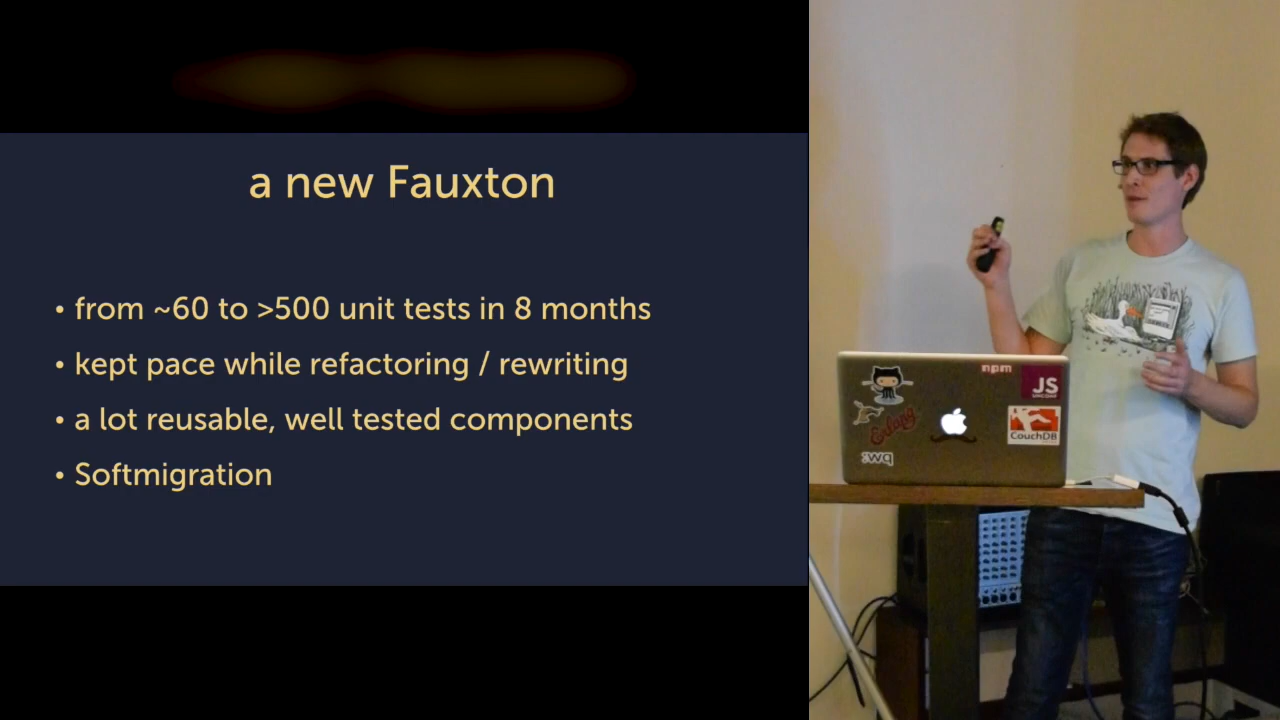 a new Fauxton
• from ~60 to >500 unit tests in 8 months
• kept pace while refactoring / rewriting
• a lot reusable, well tested components
• Softmigration
npm
JS
Erlang
CouchDB
:wq